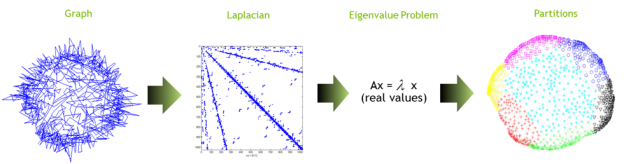 Graph
Laplacian
Eigenvalue Problem
Partitions
Ax = λ x
(real values)